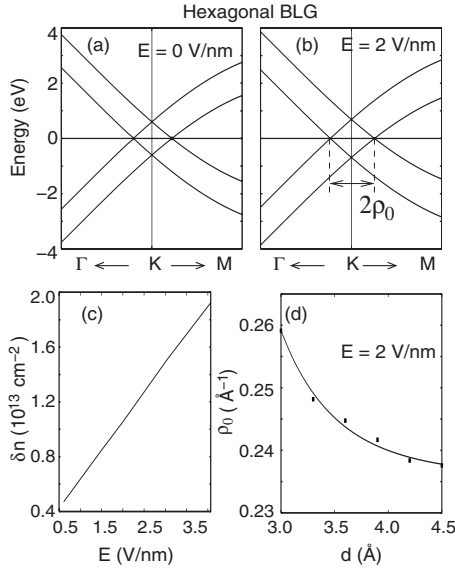 Hexagonal BLG
(a) E = 0 V/nm
(b) E = 2 V/nm
Energy (eV)
4
2
0
−2
−4
2ρ₀
Γ ← K → M
Γ ← K → M
(c)
δn (10¹³ cm⁻²)
2.0
1.6
1.2
0.8
0.4
0.5 1.5 2.5 3.5
E (V/nm)
(d)
E = 2 V/nm
ρ₀ ( Å⁻¹)
0.26
0.25
0.24
0.23
3.0 3.5 4.0 4.5
d (Å)